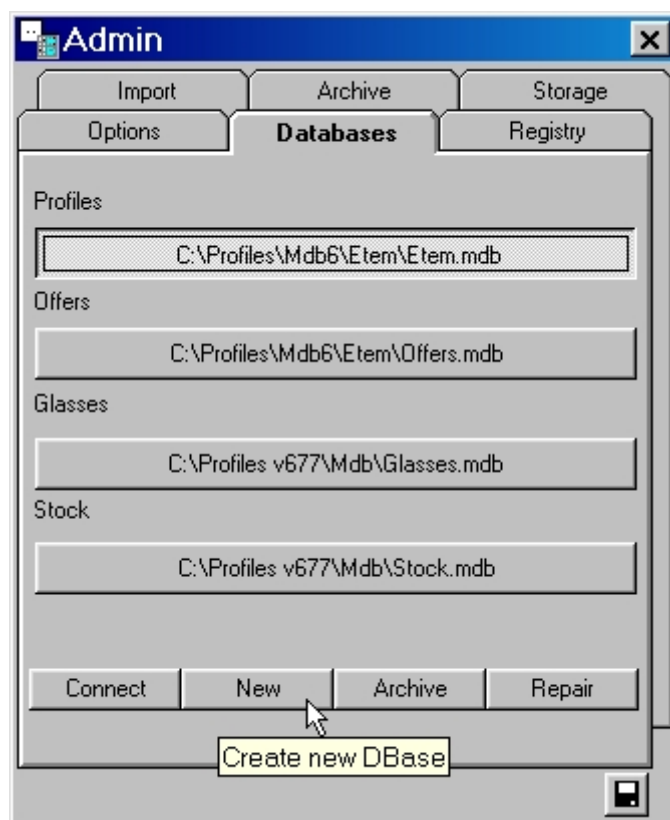 Admin
Import Archive Storage
Options Databases Registry
Profiles
C:\Profiles\Mdb6\Etem\Etem.mdb
Offers
C:\Profiles\Mdb6\Etem\Offers.mdb
Glasses
C:\Profiles v677\Mdb\Glasses.mdb
Stock
C:\Profiles v677\Mdb\Stock.mdb
Connect New Archive Repair
Create new DBase